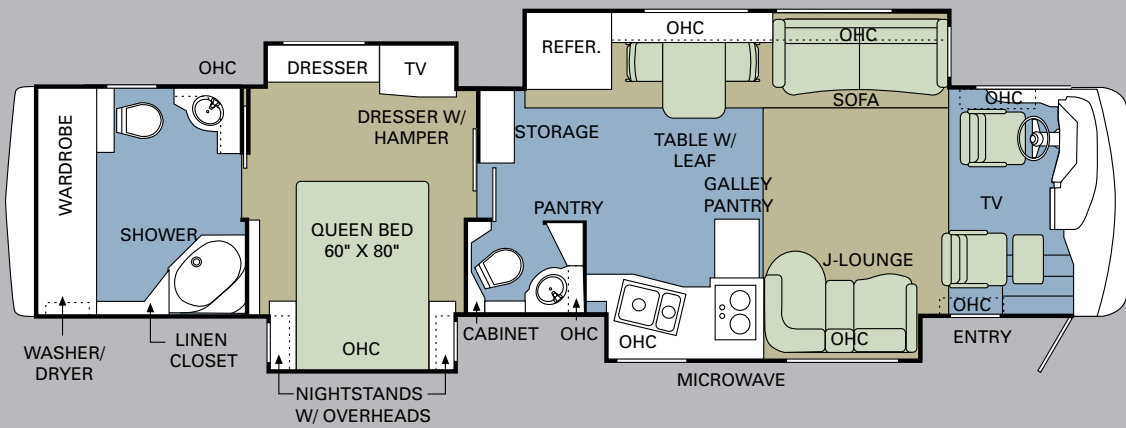 OHC
DRESSER
TV
REFER.
OHC
OHC
SOFA
OHC
WARDROBE
DRESSER W/
HAMPER
STORAGE
TABLE W/
LEAF
GALLEY
PANTRY
TV
SHOWER
QUEEN BED
60" X 80"
PANTRY
J-LOUNGE
WASHER/
DRYER
LINEN
CLOSET
OHC
NIGHTSTANDS
W/ OVERHEADS
CABINET
OHC
OHC
MICROWAVE
OHC
OHC
ENTRY